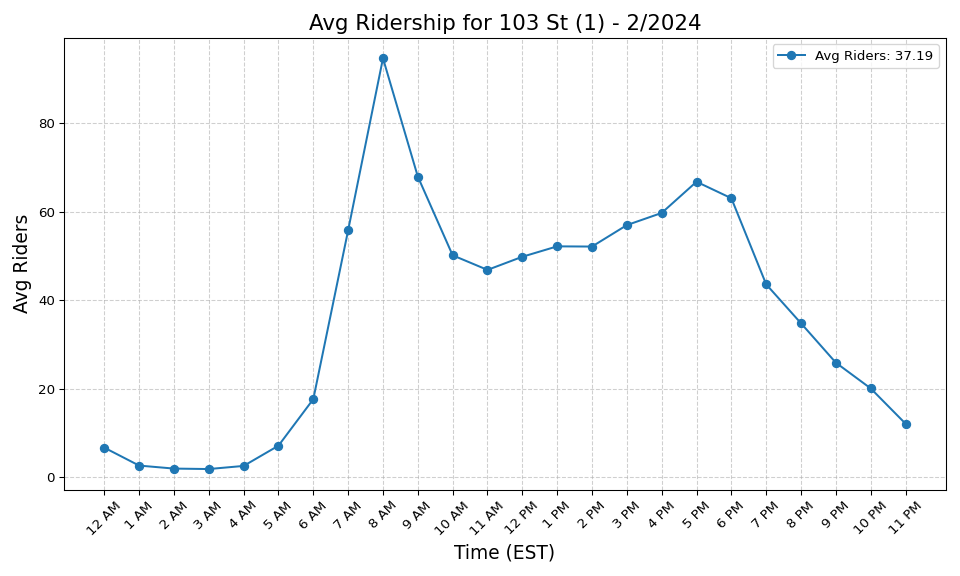 Avg Ridership for 103 St (1) - 2/2024
Avg Riders: 37.19
Avg Riders
80
60
40
20
0
12 AM 1 AM 2 AM 3 AM 4 AM 5 AM 6 AM 7 AM 8 AM 9 AM 10 AM 11 AM 12 PM 1 PM 2 PM 3 PM 4 PM 5 PM 6 PM 7 PM 8 PM 9 PM 10 PM 11 PM
Time (EST)